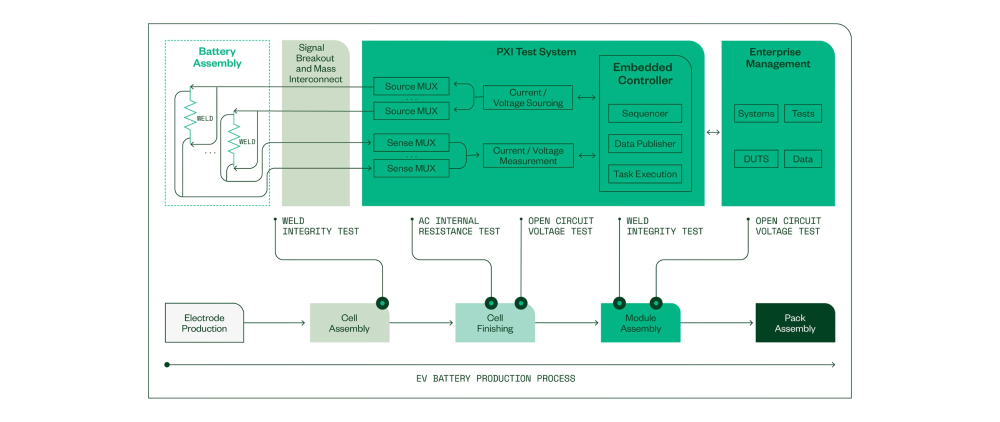 Battery
Assembly
WELD
WELD
...
Signal
Breakout
and Mass
Interconnect
PXI Test System
Source MUX
...
Source MUX
Sense MUX
...
Sense MUX
Current /
Voltage Sourcing
Current / Voltage
Measurement
Embedded
Controller
Sequencer
Data Publisher
Task Execution
Enterprise
Management
Systems
Tests
DUTS
Data
WELD
INTEGRITY TEST
AC INTERNAL
RESISTANCE TEST
OPEN CIRCUIT
VOLTAGE TEST
WELD
INTEGRITY TEST
OPEN CIRCUIT
VOLTAGE TEST
Electrode
Production
Cell
Assembly
Cell
Finishing
Module
Assembly
Pack
Assembly
EV BATTERY PRODUCTION PROCESS